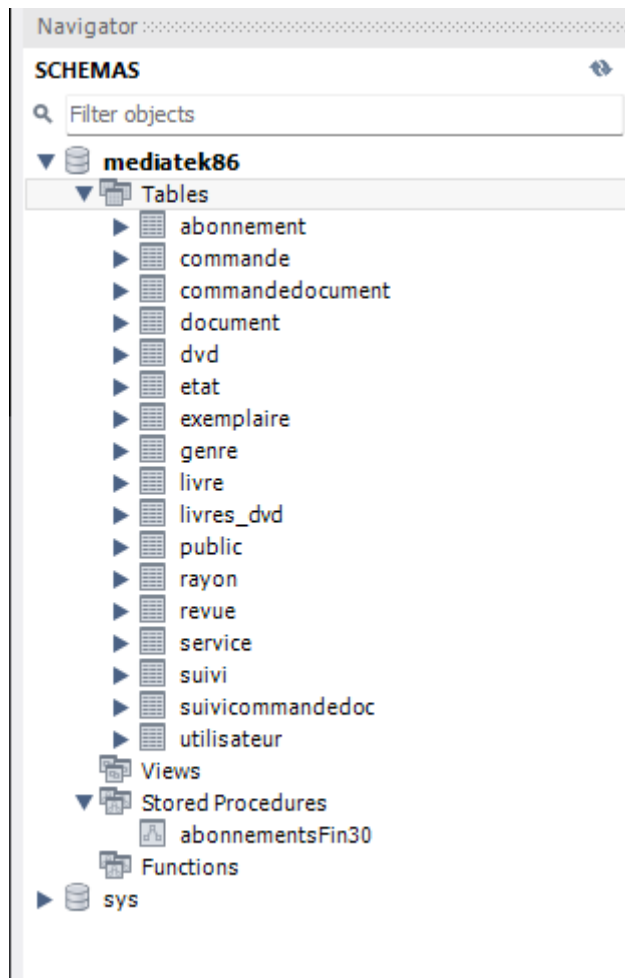 Navigator
SCHEMAS
Filter objects
mediatek86
Tables
abonnement
commande
commandedocument
document
dvd
etat
exemplaire
genre
livre
livres_dvd
public
rayon
revue
service
suivi
suivicommandedoc
utilisateur
Views
Stored Procedures
abonnementsFin30
Functions
sys